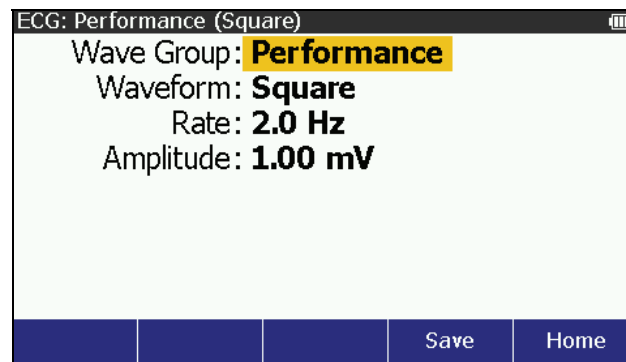 ECG: Performance (Square)
Wave Group: Performance
Waveform: Square
Rate: 2.0 Hz
Amplitude: 1.00 mV
Save Home